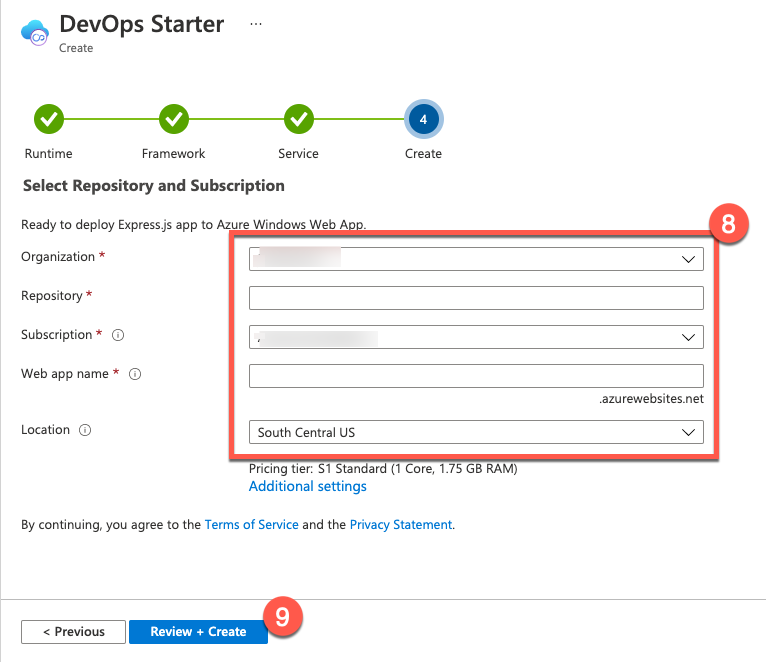 DevOps Starter ...
Create
4
Runtime Framework Service Create
Select Repository and Subscription
Ready to deploy Express.js app to Azure Windows Web App.
8
Organization *
Repository *
Subscription *
Web app name *
.azurewebsites.net
Location South Central US
Pricing tier: S1 Standard (1 Core, 1.75 GB RAM)
Additional settings
By continuing, you agree to the Terms of Service and the Privacy Statement.
9
< Previous Review + Create